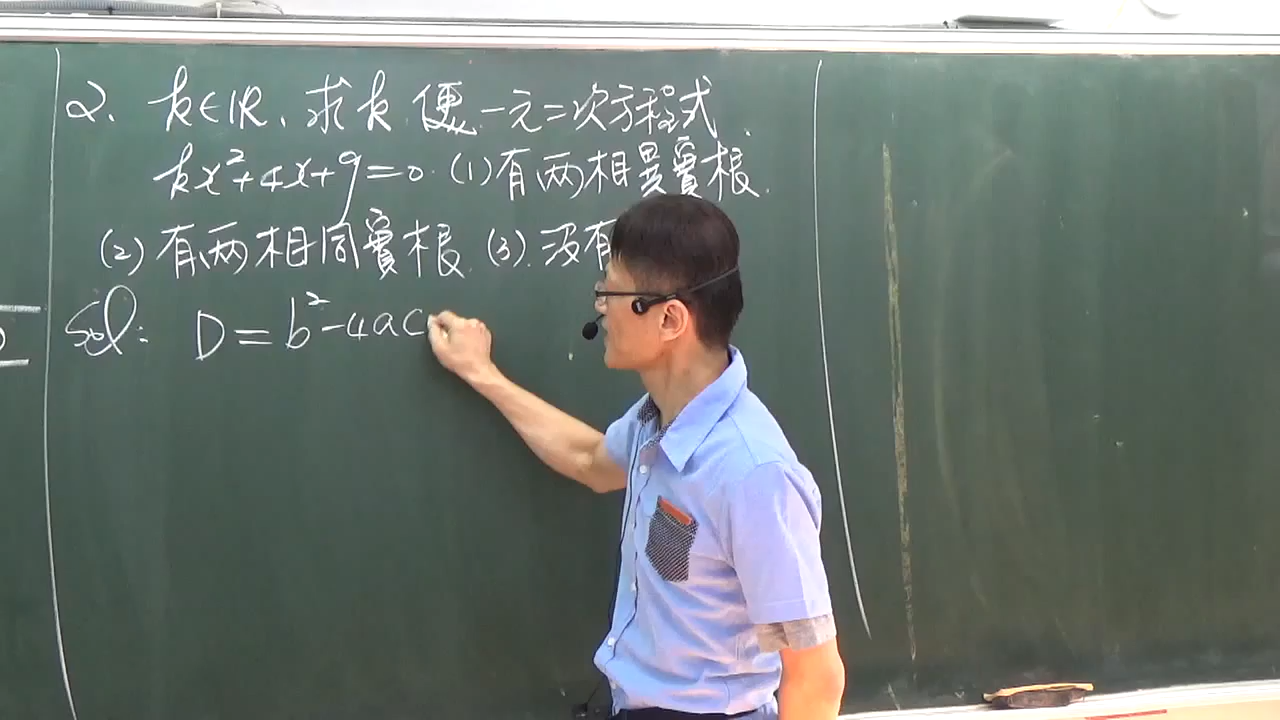 2. k∈R、求k使一元二次方程式
kx²+4x+9=0 (1)有兩相異實根.
(2)有兩相同實根 (3).沒有
Sol: D=b²-4ac